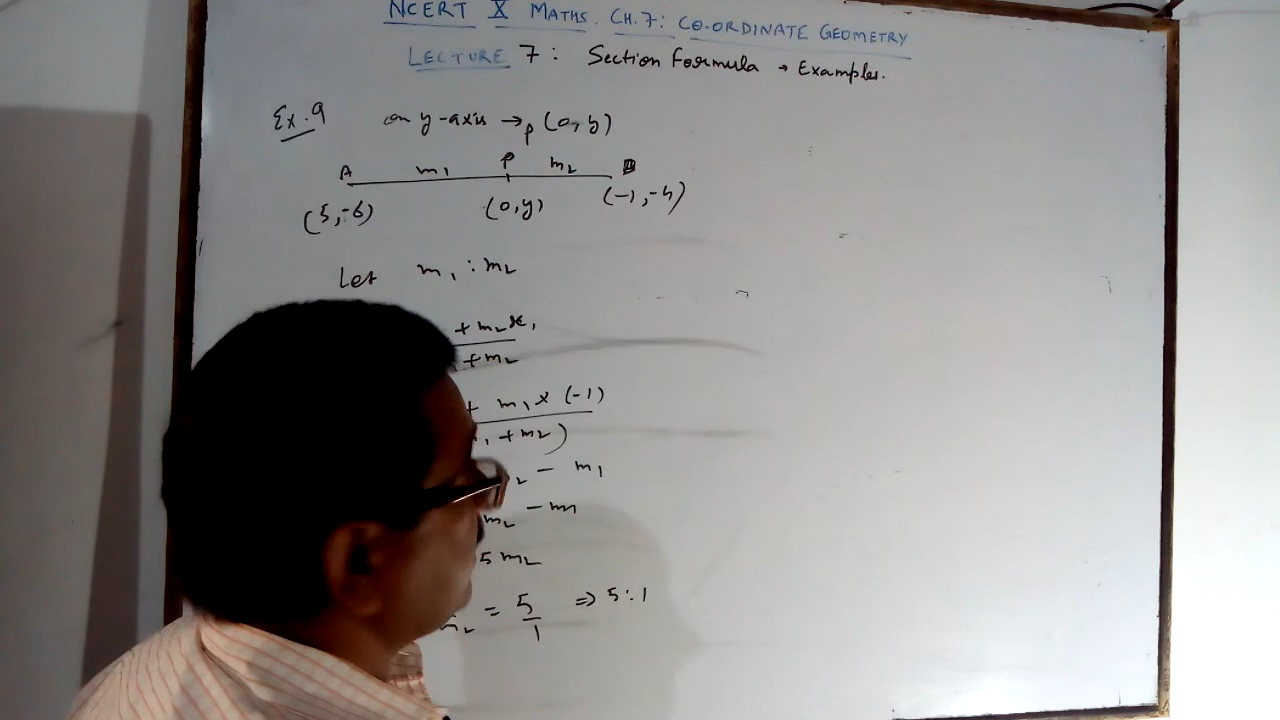 NCERT X MATHS. CH.7: CO-ORDINATE GEOMETRY
LECTURE 7: Section Formula → Examples.
Ex.9 on y-axis → P (0, y)
A m₁ P m₂ B
(5,-6) (0,y) (-1,-4)
Let m₁ : m₂
+ m₂x₁
+ m₂
+ m₁ x (-1)
₁ + m₂)
₂ - m₁
m₂ - m₁
5 m₂
m₂ = 5/1 ⇒ 5:1